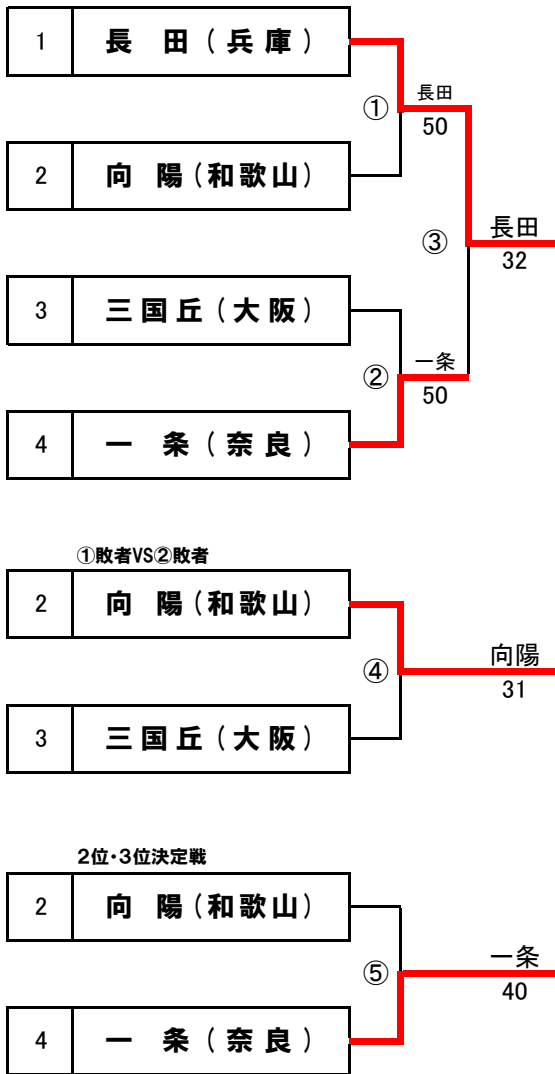 1 長 田（兵 庫）
① 長田
50
2 向 陽（和歌山）
③ 長田
32
3 三国丘（大 阪）
② 一条
50
4 一 条（奈 良）
①敗者VS②敗者
2 向 陽（和歌山）
④ 向陽
31
3 三国丘（大 阪）
2位・3位決定戦
2 向 陽（和歌山）
⑤ 一条
40
4 一 条（奈 良）